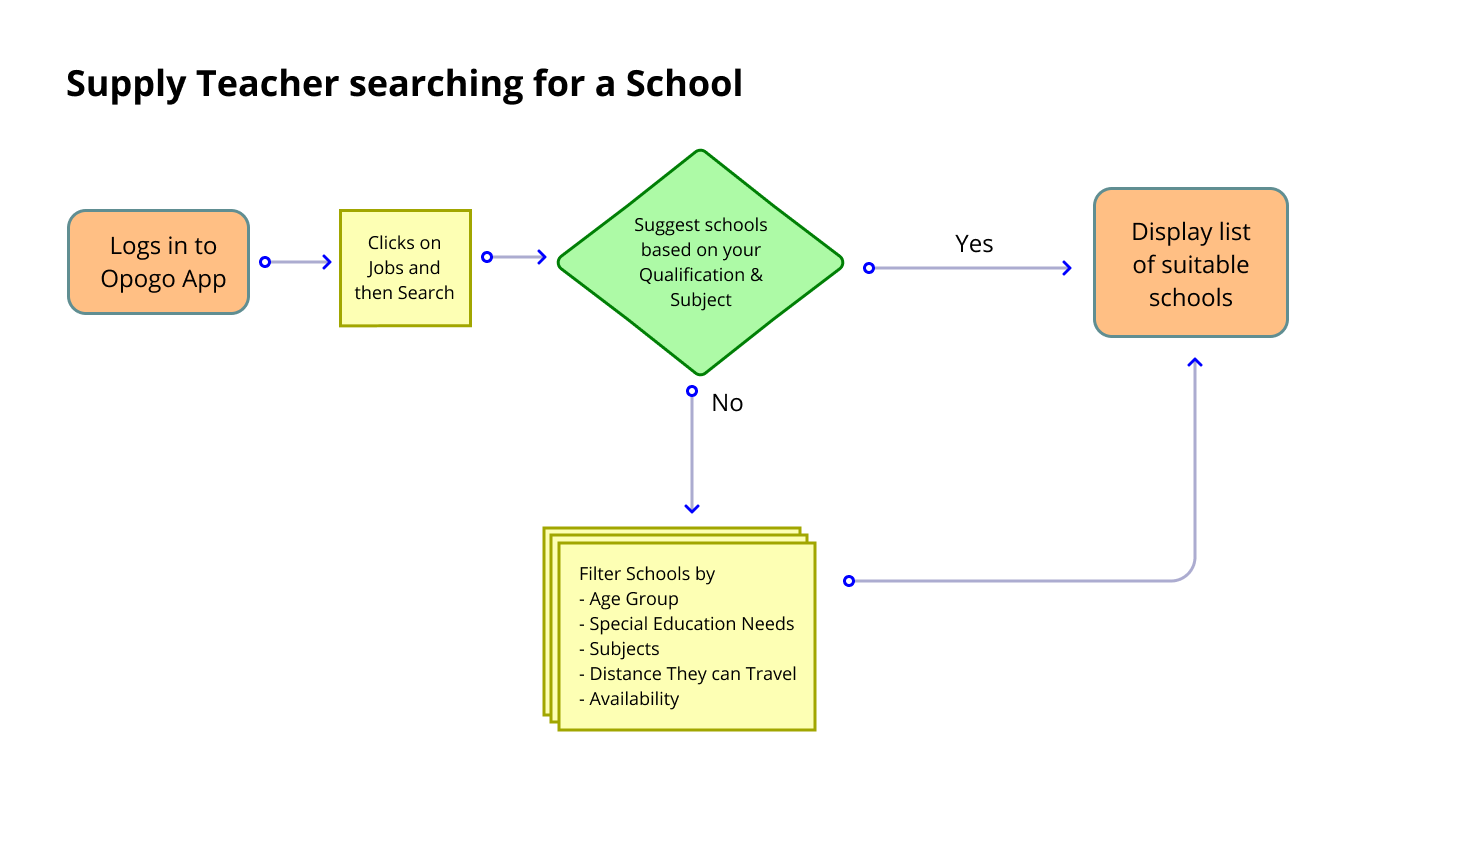 Supply Teacher searching for a School
Logs in to
Opogo App
Clicks on
Jobs and
then Search
Suggest schools
based on your
Qualification &
Subject
Yes
Display list
of suitable
schools
No
Filter Schools by
- Age Group
- Special Education Needs
- Subjects
- Distance They can Travel
- Availability